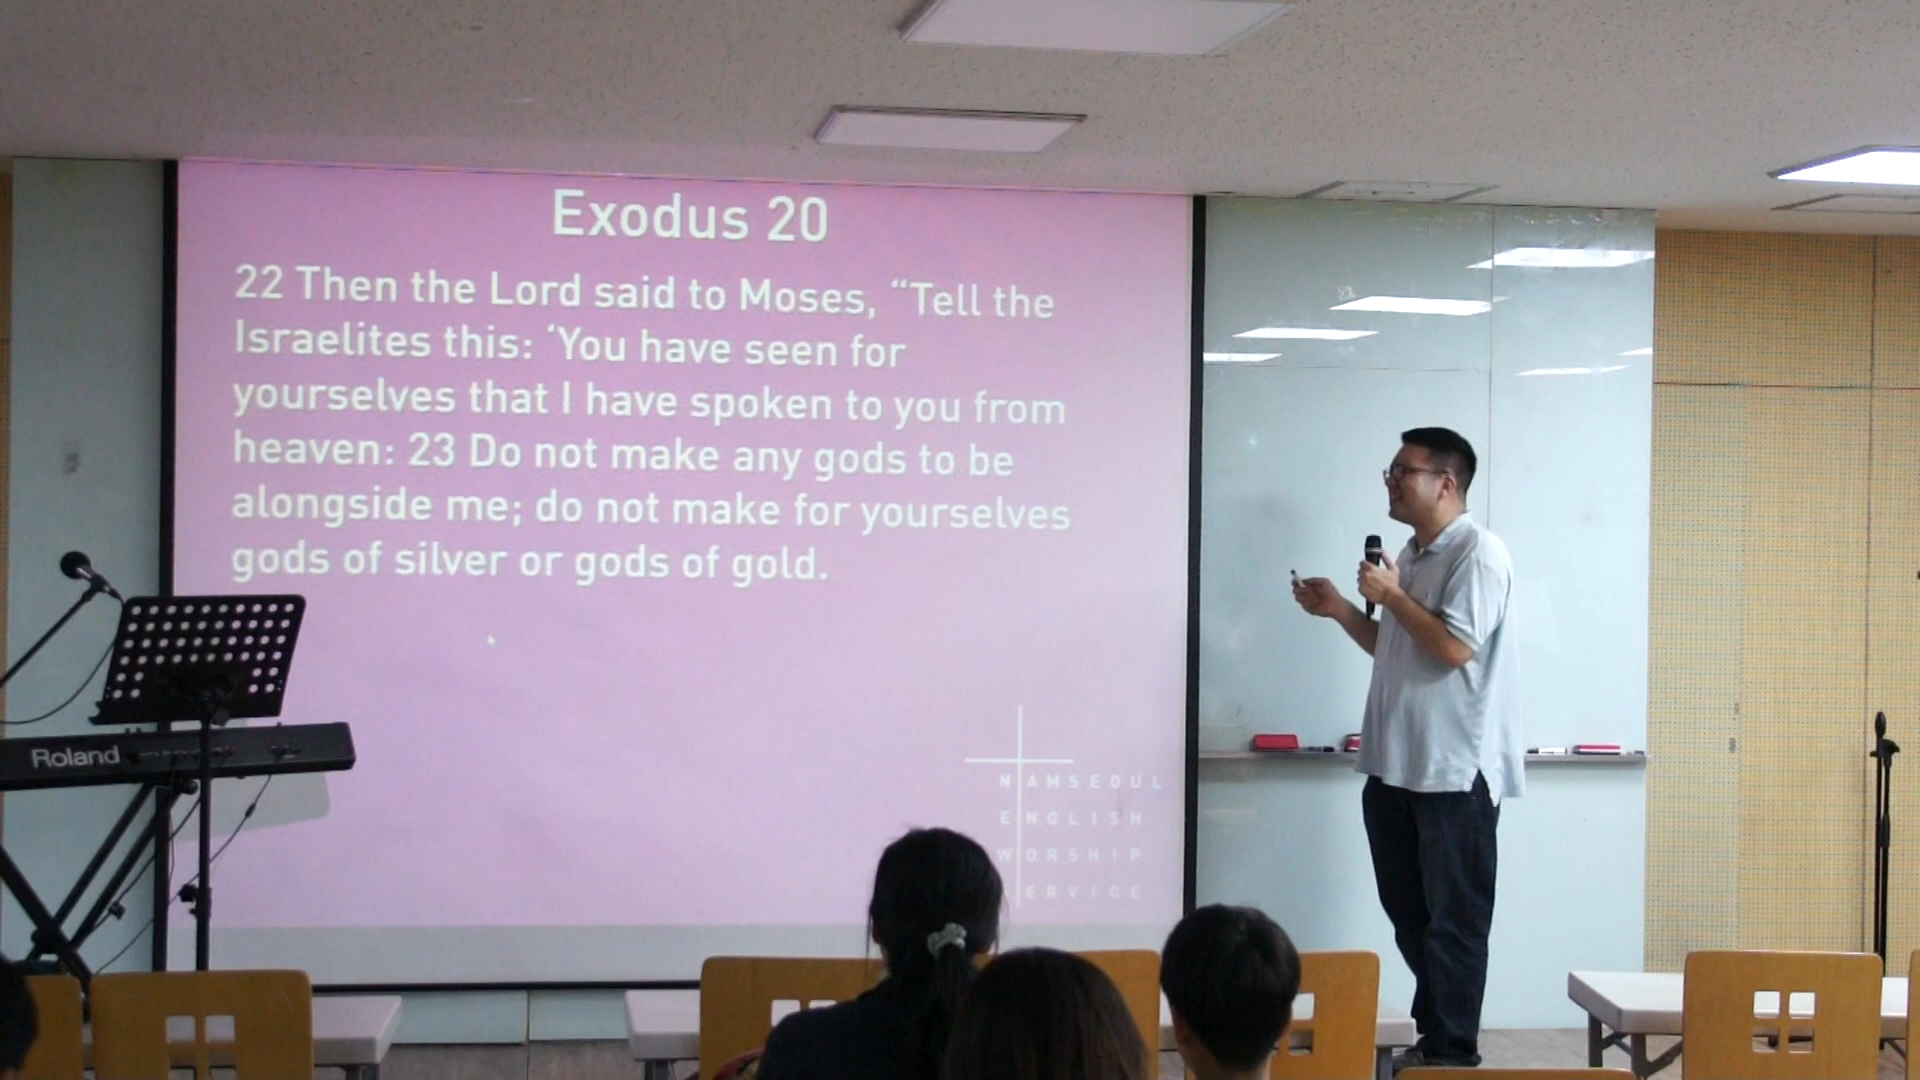 Exodus 20
22 Then the Lord said to Moses, “Tell the
Israelites this: ‘You have seen for
yourselves that I have spoken to you from
heaven: 23 Do not make any gods to be
alongside me; do not make for yourselves
gods of silver or gods of gold.
Roland
NAMSEOUL
ENGLISH
WORSHIP
ERVICE